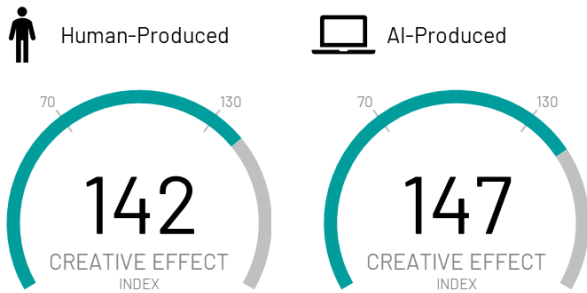 Human-Produced
AI-Produced
70
130
70
130
142
147
CREATIVE EFFECT
INDEX
CREATIVE EFFECT
INDEX